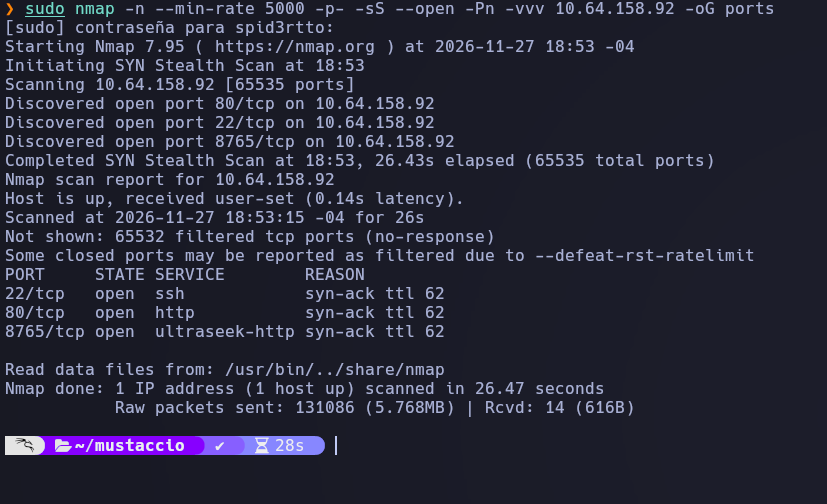 ❯ sudo nmap -n --min-rate 5000 -p- -sS --open -Pn -vvv 10.64.158.92 -oG ports
[sudo] contraseña para spid3rtto:
Starting Nmap 7.95 ( https://nmap.org ) at 2026-11-27 18:53 -04
Initiating SYN Stealth Scan at 18:53
Scanning 10.64.158.92 [65535 ports]
Discovered open port 80/tcp on 10.64.158.92
Discovered open port 22/tcp on 10.64.158.92
Discovered open port 8765/tcp on 10.64.158.92
Completed SYN Stealth Scan at 18:53, 26.43s elapsed (65535 total ports)
Nmap scan report for 10.64.158.92
Host is up, received user-set (0.14s latency).
Scanned at 2026-11-27 18:53:15 -04 for 26s
Not shown: 65532 filtered tcp ports (no-response)
Some closed ports may be reported as filtered due to --defeat-rst-ratelimit
PORT     STATE SERVICE        REASON
22/tcp   open  ssh            syn-ack ttl 62
80/tcp   open  http           syn-ack ttl 62
8765/tcp open  ultraseek-http syn-ack ttl 62
Read data files from: /usr/bin/../share/nmap
Nmap done: 1 IP address (1 host up) scanned in 26.47 seconds
           Raw packets sent: 131086 (5.768MB) | Rcvd: 14 (616B)
~/mustaccio ✔ 28s